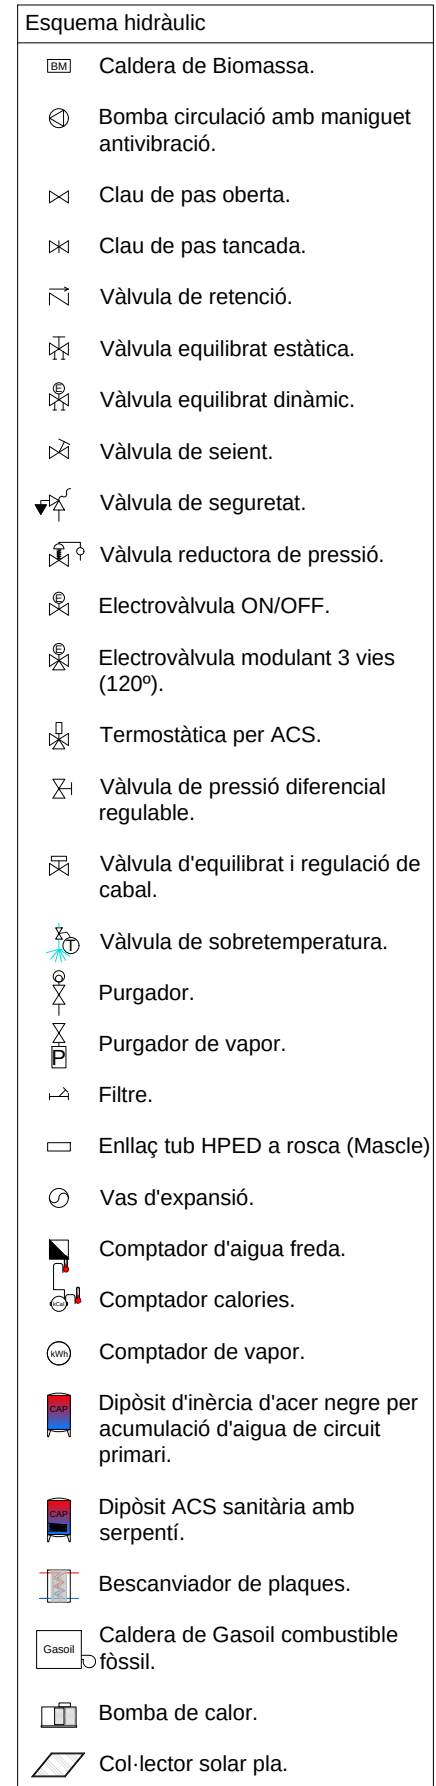 Esquema hidràulic
BM Caldera de Biomassa.
Bomba circulació amb maniguet
antivibració.
Clau de pas oberta.
Clau de pas tancada.
Vàlvula de retenció.
Vàlvula equilibrat estàtica.
E Vàlvula equilibrat dinàmic.
Vàlvula de seient.
Vàlvula de seguretat.
Vàlvula reductora de pressió.
E Electrovàlvula ON/OFF.
E Electrovàlvula modulant 3 vies
(120º).
Termostàtica per ACS.
Vàlvula de pressió diferencial
regulable.
Vàlvula d'equilibrat i regulació de
cabal.
T Vàlvula de sobretemperatura.
Purgador.
P Purgador de vapor.
Filtre.
Enllaç tub HPED a rosca (Mascle)
Vas d'expansió.
Comptador d'aigua freda.
kCal Comptador calories.
kWh Comptador de vapor.
CAP Dipòsit d'inèrcia d'acer negre per
acumulació d'aigua de circuit
primari.
CAP Dipòsit ACS sanitària amb
serpentí.
Bescanviador de plaques.
Gasoil Caldera de Gasoil combustible
fòssil.
Bomba de calor.
Col·lector solar pla.